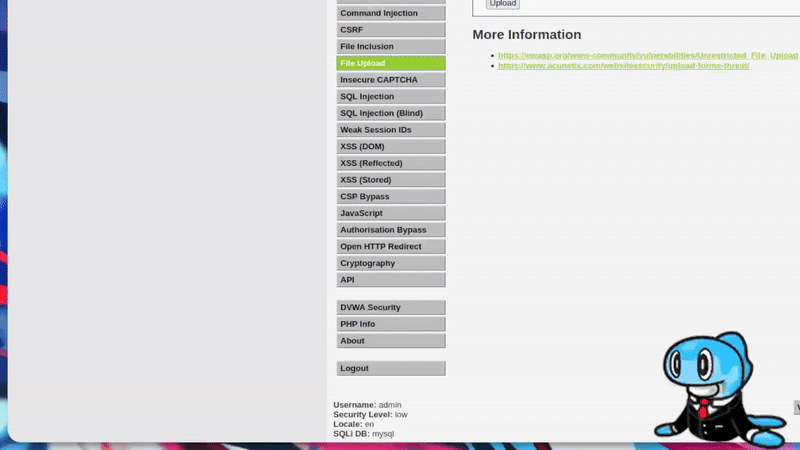 Upload
Command Injection
CSRF
File Inclusion
File Upload
Insecure CAPTCHA
SQL Injection
SQL Injection (Blind)
Weak Session IDs
XSS (DOM)
XSS (Reflected)
XSS (Stored)
CSP Bypass
JavaScript
Authorisation Bypass
Open HTTP Redirect
Cryptography
API
DVWA Security
PHP Info
About
Logout
Username: admin
Security Level: low
Locale: en
SQLi DB: mysql
More Information
https://owasp.org/www-community/vulnerabilities/Unrestricted_File_Upload
https://www.acunetix.com/websitesecurity/upload-forms-threat/